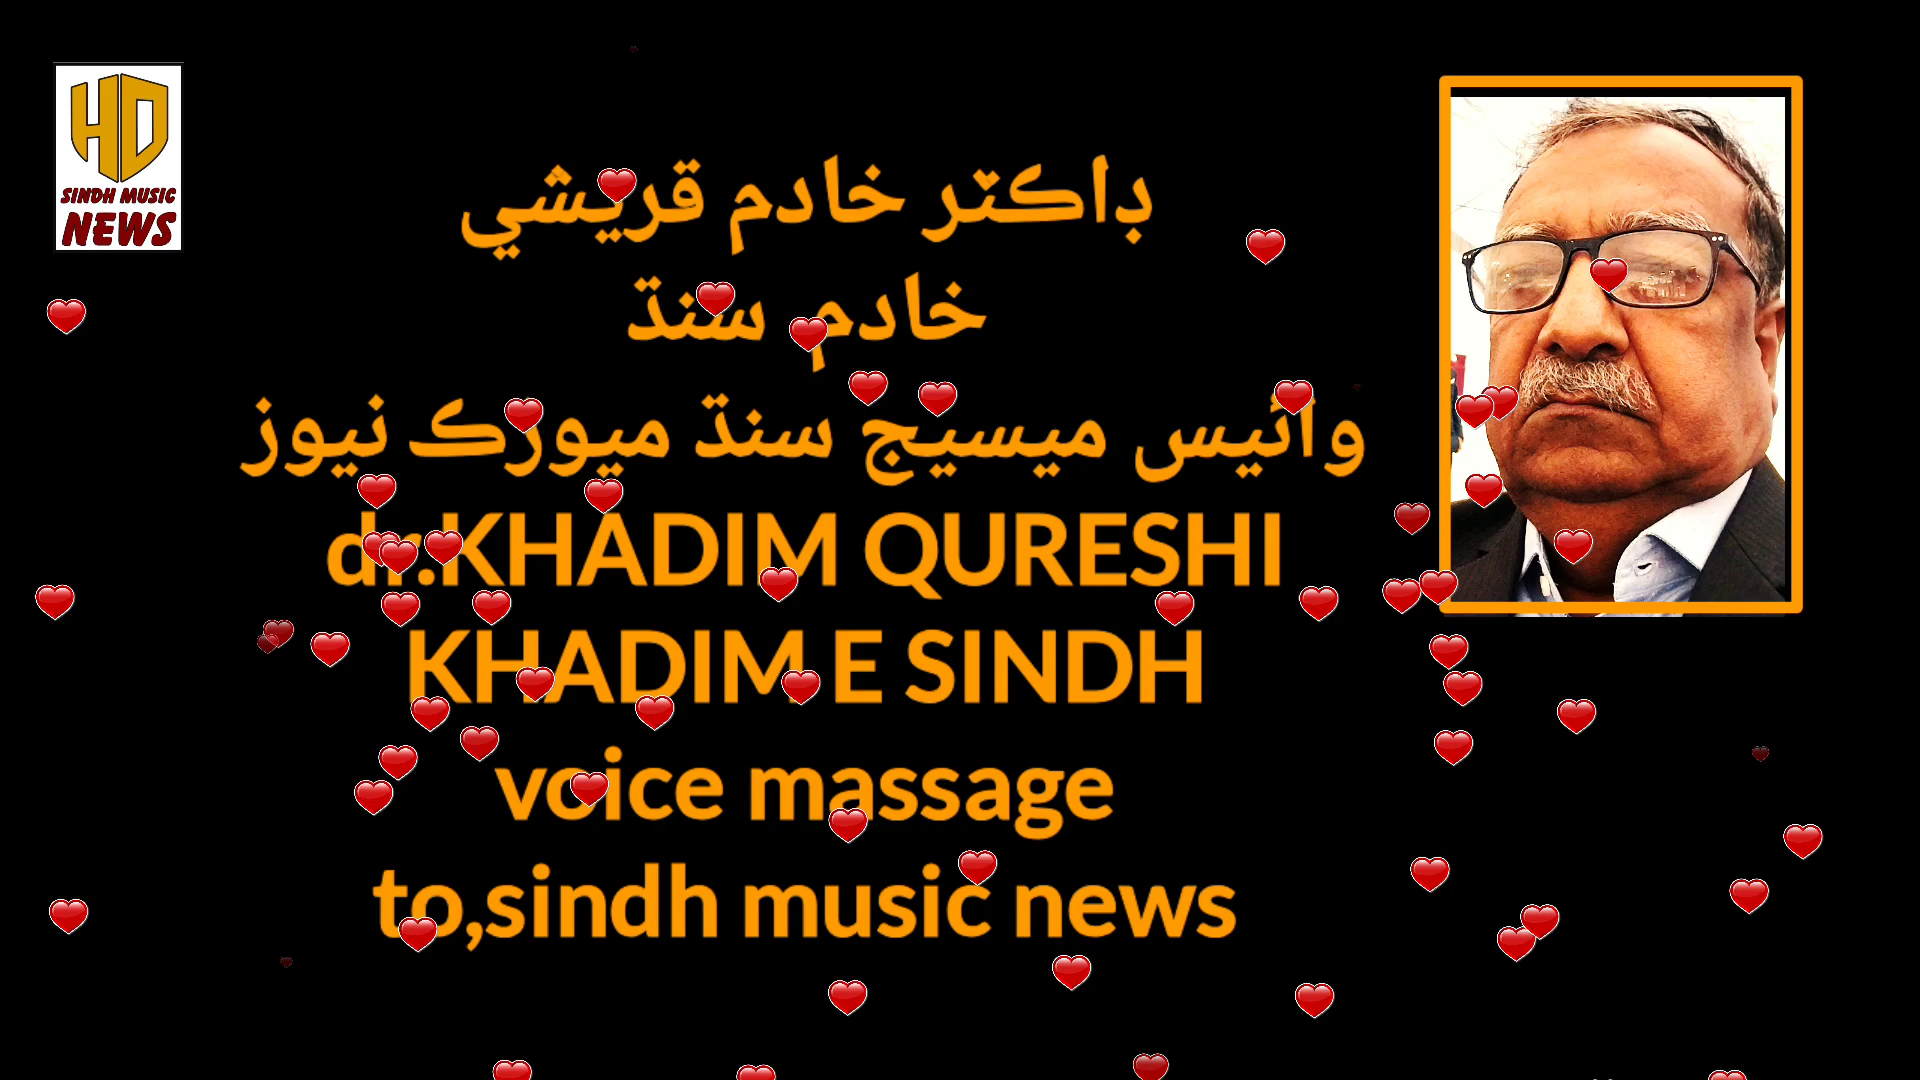 HD
SINDH MUSIC
NEWS
ڊاڪٽر خادم قريشي
خادم سنڌ
وائيس ميسيج سنڌ ميوزڪ نيوز
dr.KHADIM QURESHI
KHADIM E SINDH
voice massage
to,sindh music news